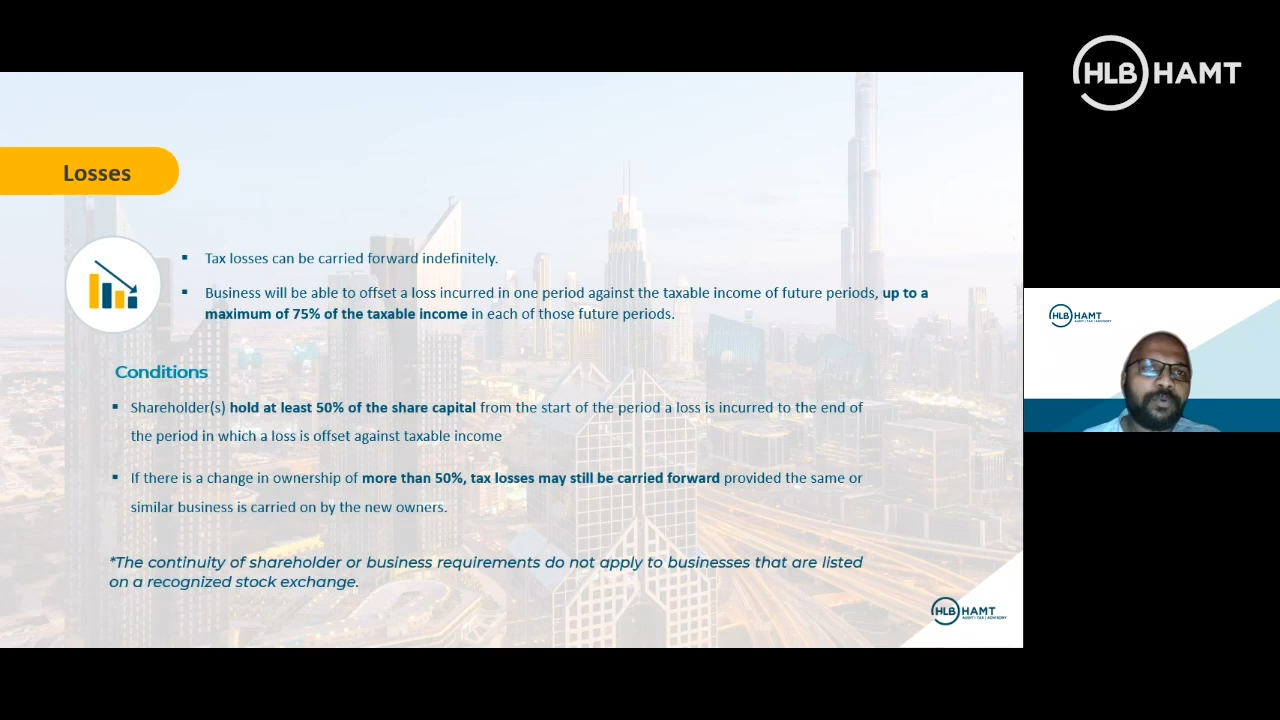 HLB HAMT
Losses
Tax losses can be carried forward indefinitely.
Business will be able to offset a loss incurred in one period against the taxable income of future periods, up to a
maximum of 75% of the taxable income in each of those future periods.
Conditions
Shareholder(s) hold at least 50% of the share capital from the start of the period a loss is incurred to the end of
the period in which a loss is offset against taxable income
If there is a change in ownership of more than 50%, tax losses may still be carried forward provided the same or
similar business is carried on by the new owners.
*The continuity of shareholder or business requirements do not apply to businesses that are listed
on a recognized stock exchange.
HLB HAMT
AUDIT | TAX | ADVISORY
HLB HAMT
AUDIT | TAX | ADVISORY